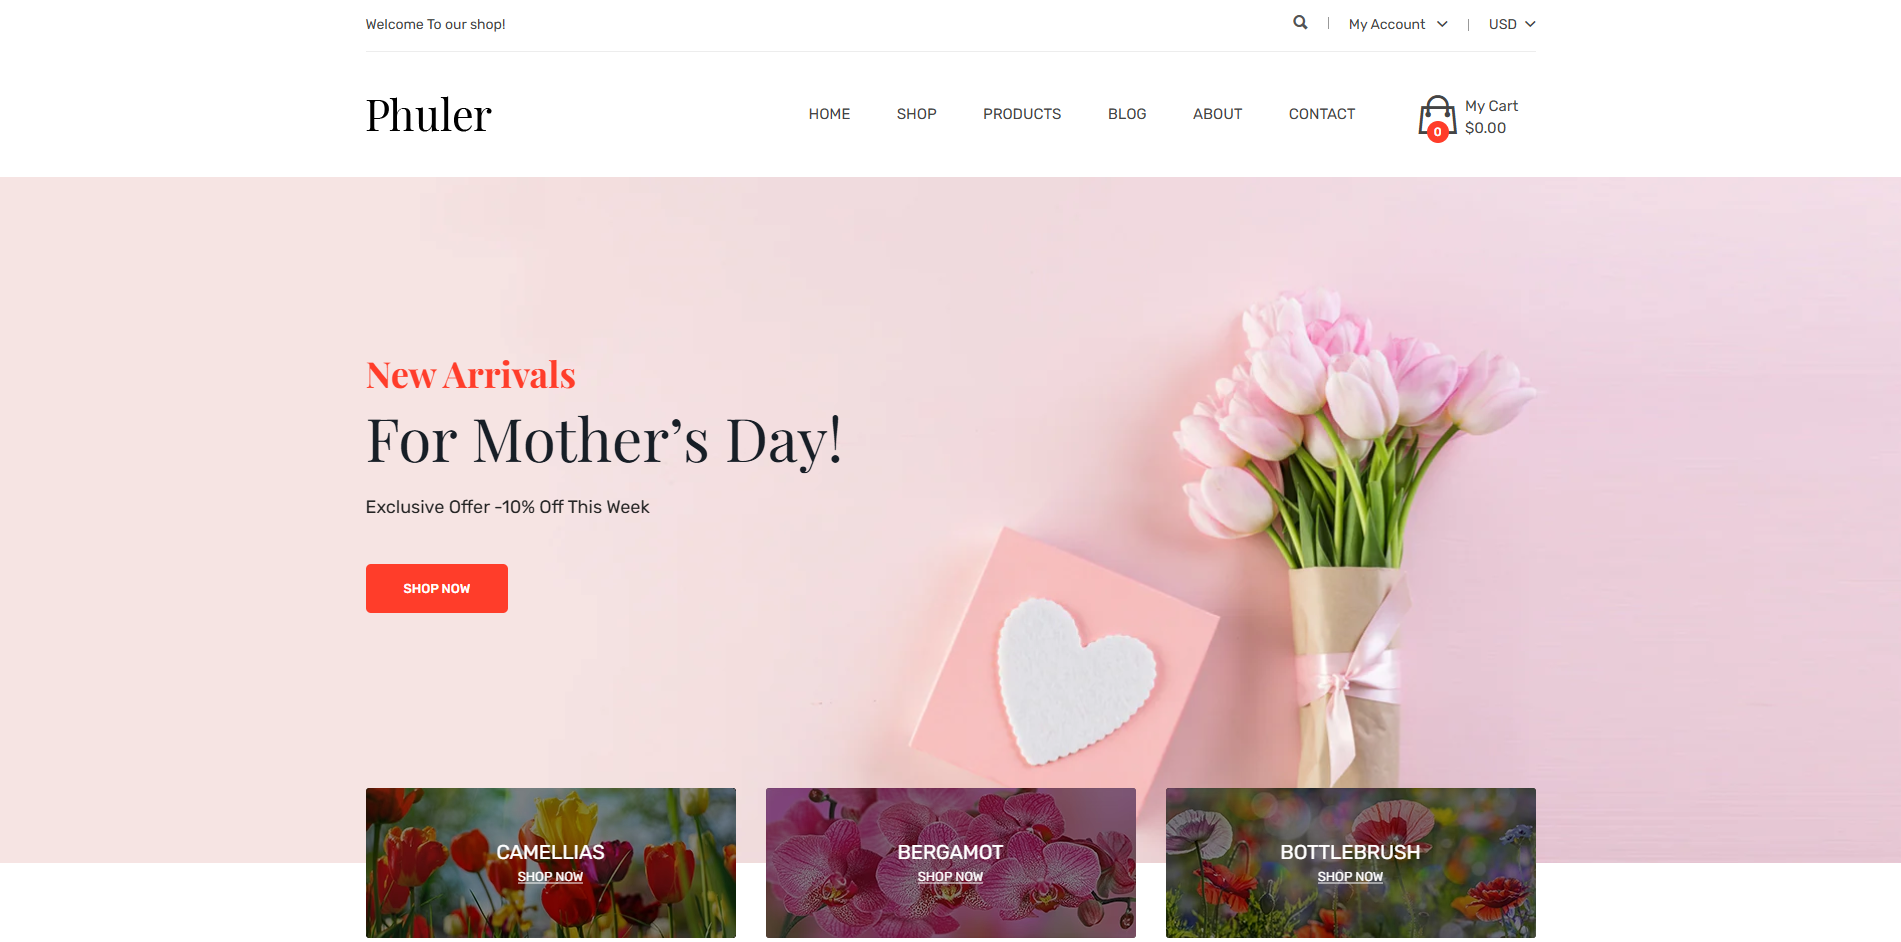 Welcome To our shop!
My Account
USD
Phuler
HOME
SHOP
PRODUCTS
BLOG
ABOUT
CONTACT
0
My Cart
$0.00
New Arrivals
For Mother’s Day!
Exclusive Offer -10% Off This Week
SHOP NOW
CAMELLIAS
SHOP NOW
BERGAMOT
SHOP NOW
BOTTLEBRUSH
SHOP NOW